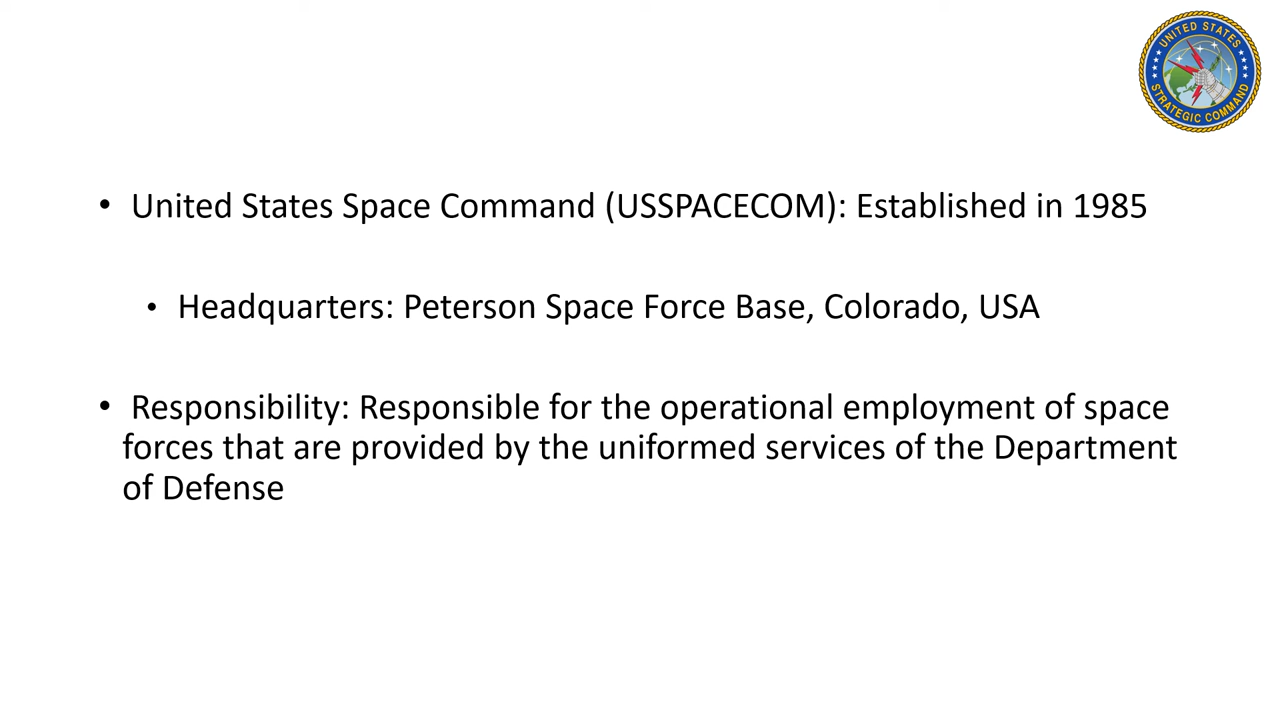 UNITED STATES
STRATEGIC COMMAND
• United States Space Command (USSPACECOM): Established in 1985
• Headquarters: Peterson Space Force Base, Colorado, USA
• Responsibility: Responsible for the operational employment of space
forces that are provided by the uniformed services of the Department
of Defense